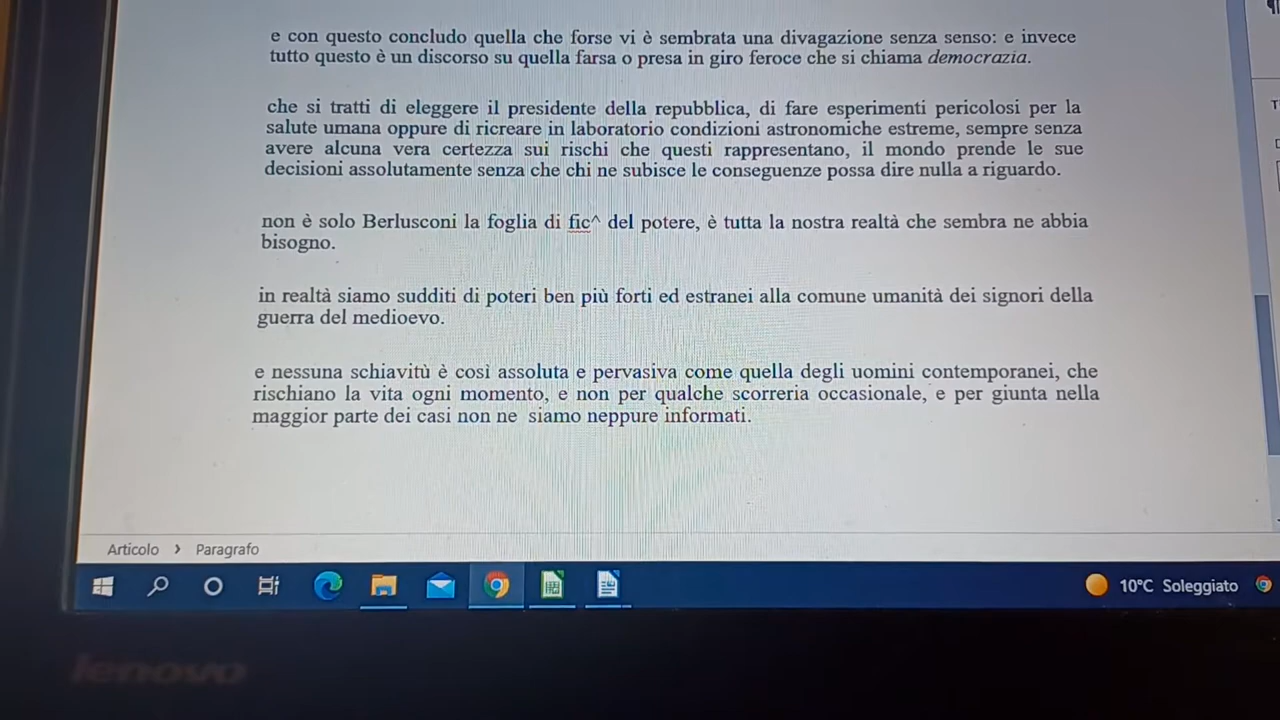 e con questo concludo quella che forse vi è sembrata una divagazione senza senso: e invece
tutto questo è un discorso su quella farsa o presa in giro feroce che si chiama democrazia.
che si tratti di eleggere il presidente della repubblica, di fare esperimenti pericolosi per la
salute umana oppure di ricreare in laboratorio condizioni astronomiche estreme, sempre senza
avere alcuna vera certezza sui rischi che questi rappresentano, il mondo prende le sue
decisioni assolutamente senza che chi ne subisce le conseguenze possa dire nulla a riguardo.
non è solo Berlusconi la foglia di fic^ del potere, è tutta la nostra realtà che sembra ne abbia
bisogno.
in realtà siamo sudditi di poteri ben più forti ed estranei alla comune umanità dei signori della
guerra del medioevo.
e nessuna schiavitù è così assoluta e pervasiva come quella degli uomini contemporanei, che
rischiano la vita ogni momento, e non per qualche scorreria occasionale, e per giunta nella
maggior parte dei casi non ne siamo neppure informati.
Articolo > Paragrafo
10°C Soleggiato
lenovo